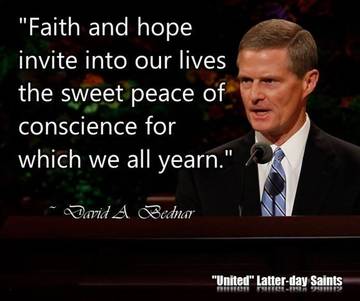 "Faith and hope
invite into our lives
the sweet peace of
conscience for
which we all yearn."
~ David A. Bednar
"United" Latter-day Saints